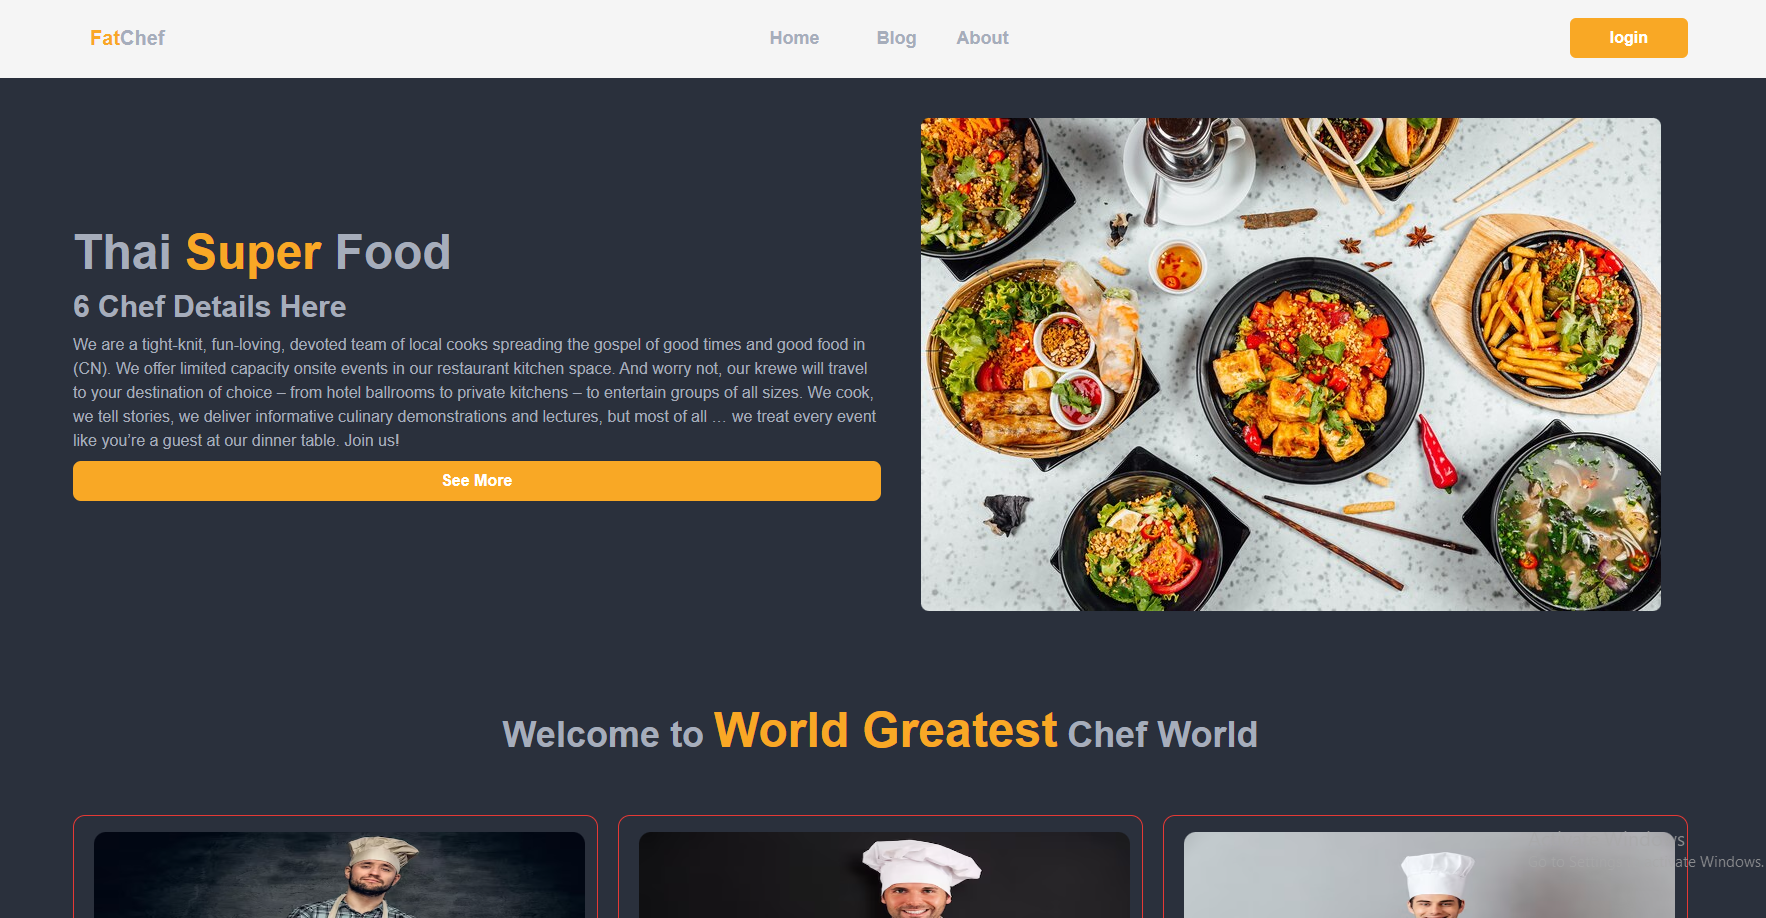 FatChef
Home
Blog
About
login
Thai Super Food
6 Chef Details Here
We are a tight-knit, fun-loving, devoted team of local cooks spreading the gospel of good times and good food in
(CN). We offer limited capacity onsite events in our restaurant kitchen space. And worry not, our krewe will travel
to your destination of choice – from hotel ballrooms to private kitchens – to entertain groups of all sizes. We cook,
we tell stories, we deliver informative culinary demonstrations and lectures, but most of all … we treat every event
like you’re a guest at our dinner table. Join us!
See More
Welcome to World Greatest Chef World
Go to
Windows.